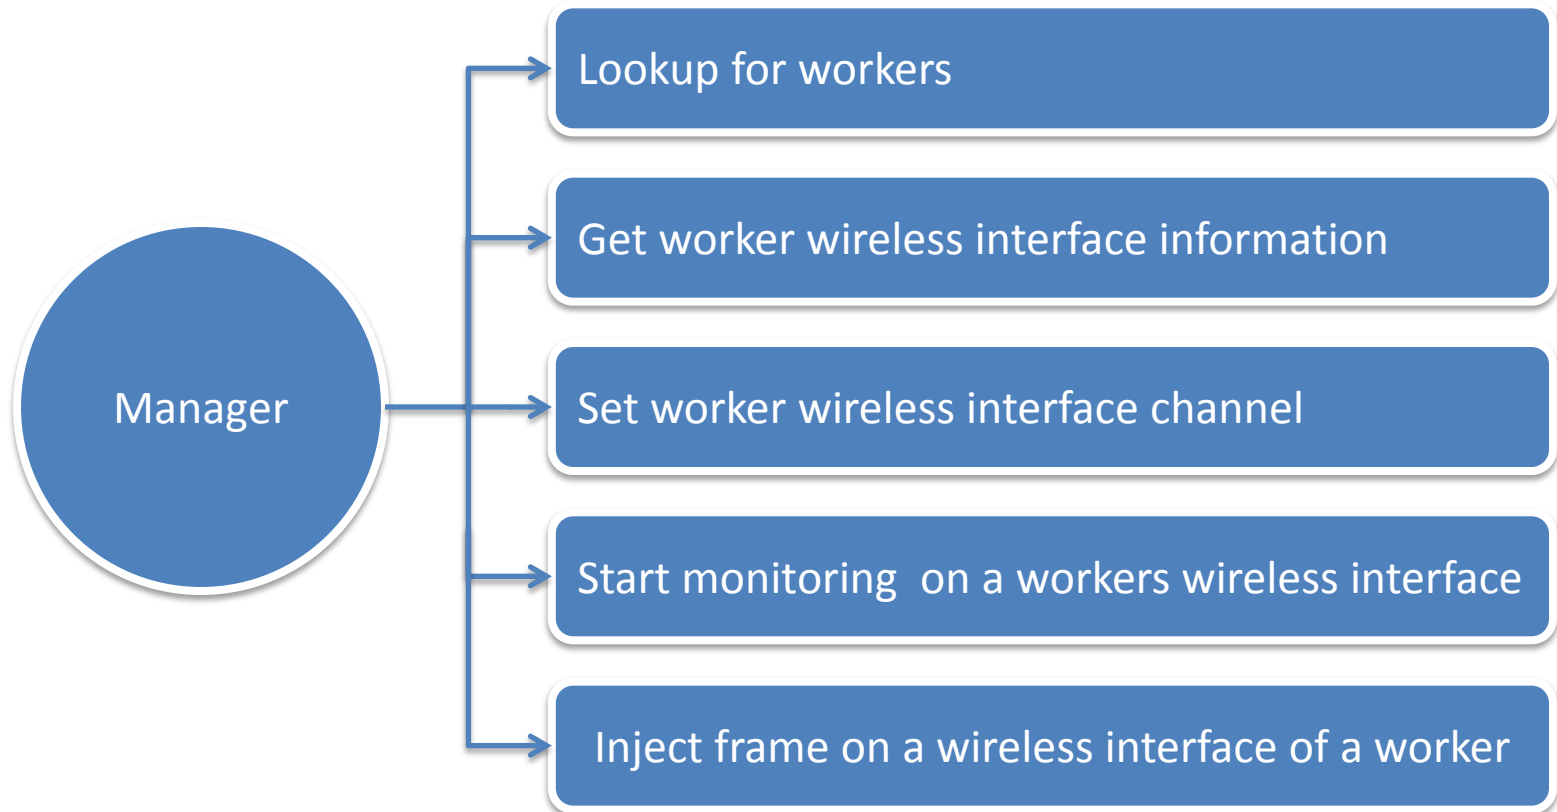 Lookup for workers
Get worker wireless interface information
Manager
Set worker wireless interface channel
Start monitoring  on a workers wireless interface
Inject frame on a wireless interface of a worker